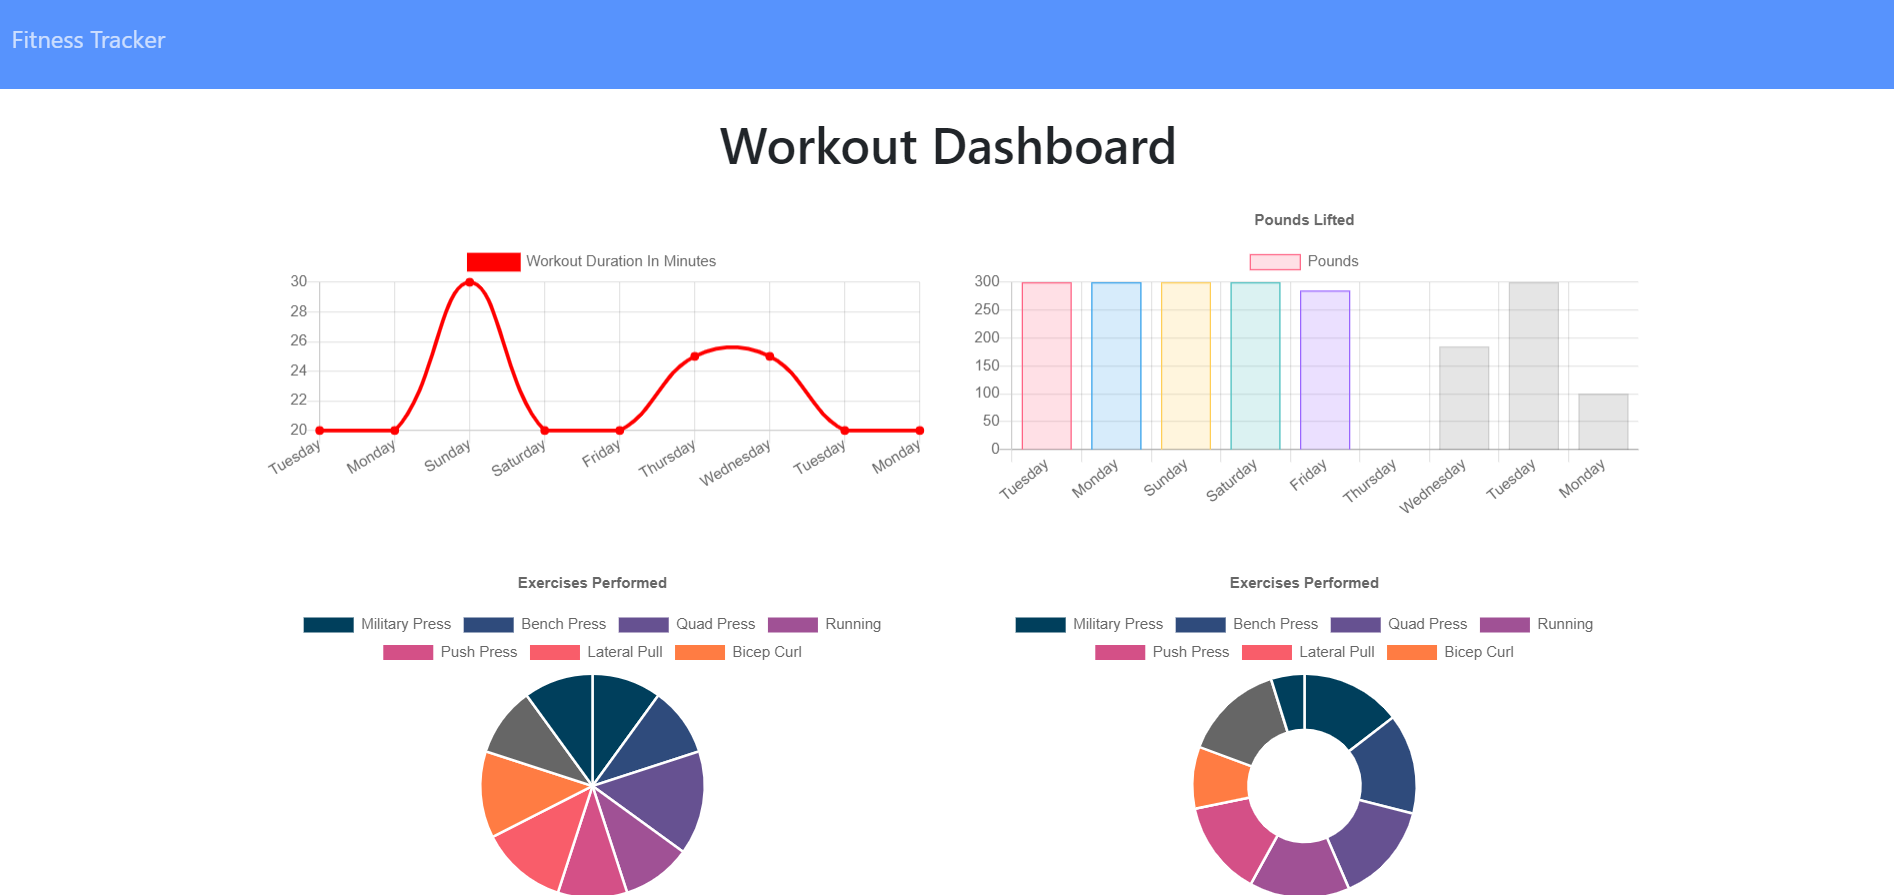 Fitness Tracker
Workout Dashboard
Workout Duration In Minutes
30
28
26
24
22
20
Tuesday Monday Sunday Saturday Friday Thursday Wednesday Tuesday Monday
Pounds Lifted
Pounds
300
250
200
150
100
50
0
Tuesday Monday Sunday Saturday Friday Thursday Wednesday Tuesday Monday
Exercises Performed
Military Press Bench Press Quad Press Running
Push Press Lateral Pull Bicep Curl
Exercises Performed
Military Press Bench Press Quad Press Running
Push Press Lateral Pull Bicep Curl